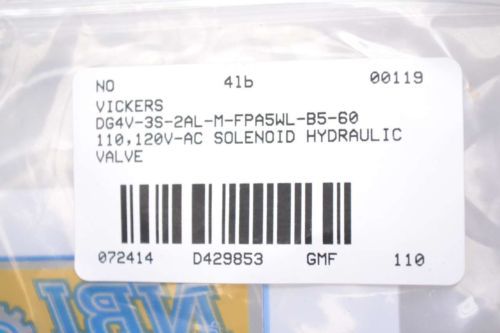 NO 4lb 00119
VICKERS
DG4V-3S-2AL-M-FPA5WL-B5-60
110,120V-AC SOLENOID HYDRAULIC
VALVE
072414 D429853 GMF 110
NBI